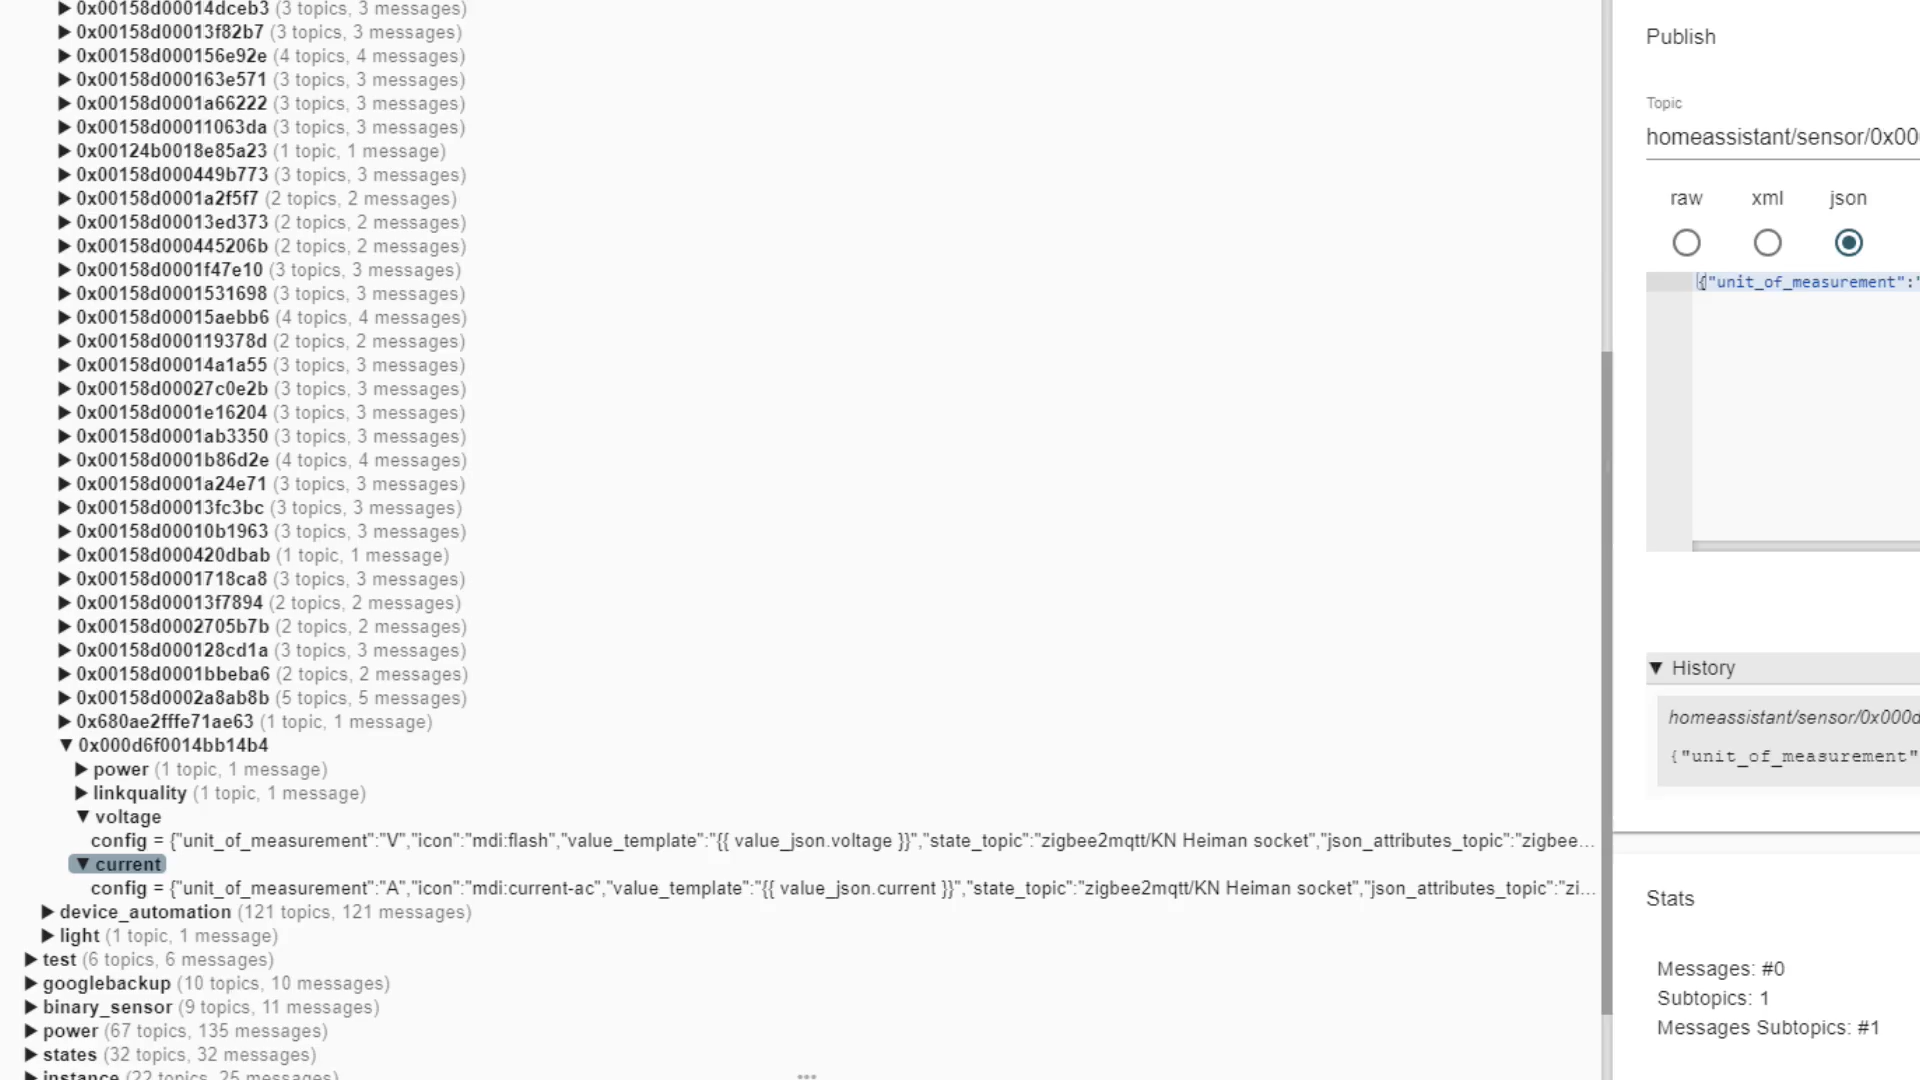 ▶ 0x00158d00014dceb3 (3 topics, 3 messages)
▶ 0x00158d00013f82b7 (3 topics, 3 messages)
▶ 0x00158d000156e92e (4 topics, 4 messages)
▶ 0x00158d000163e571 (3 topics, 3 messages)
▶ 0x00158d0001a66222 (3 topics, 3 messages)
▶ 0x00158d00011063da (3 topics, 3 messages)
▶ 0x00124b0018e85a23 (1 topic, 1 message)
▶ 0x00158d000449b773 (3 topics, 3 messages)
▶ 0x00158d0001a2f5f7 (2 topics, 2 messages)
▶ 0x00158d00013ed373 (2 topics, 2 messages)
▶ 0x00158d000445206b (2 topics, 2 messages)
▶ 0x00158d0001f47e10 (3 topics, 3 messages)
▶ 0x00158d0001531698 (3 topics, 3 messages)
▶ 0x00158d00015aebb6 (4 topics, 4 messages)
▶ 0x00158d000119378d (2 topics, 2 messages)
▶ 0x00158d00014a1a55 (3 topics, 3 messages)
▶ 0x00158d00027c0e2b (3 topics, 3 messages)
▶ 0x00158d0001e16204 (3 topics, 3 messages)
▶ 0x00158d0001ab3350 (3 topics, 3 messages)
▶ 0x00158d0001b86d2e (4 topics, 4 messages)
▶ 0x00158d0001a24e71 (3 topics, 3 messages)
▶ 0x00158d00013fc3bc (3 topics, 3 messages)
▶ 0x00158d00010b1963 (3 topics, 3 messages)
▶ 0x00158d000420dbab (1 topic, 1 message)
▶ 0x00158d0001718ca8 (3 topics, 3 messages)
▶ 0x00158d00013f7894 (2 topics, 2 messages)
▶ 0x00158d0002705b7b (2 topics, 2 messages)
▶ 0x00158d000128cd1a (3 topics, 3 messages)
▶ 0x00158d0001bbeba6 (2 topics, 2 messages)
▶ 0x00158d0002a8ab8b (5 topics, 5 messages)
▶ 0x680ae2fffe71ae63 (1 topic, 1 message)
▼ 0x000d6f0014bb14b4
▶ power (1 topic, 1 message)
▶ linkquality (1 topic, 1 message)
▼ voltage
config = {"unit_of_measurement":"V","icon":"mdi:flash","value_template":"{{ value_json.voltage }}","state_topic":"zigbee2mqtt/KN Heiman socket","json_attributes_topic":"zigbee...
▼ current
config = {"unit_of_measurement":"A","icon":"mdi:current-ac","value_template":"{{ value_json.current }}","state_topic":"zigbee2mqtt/KN Heiman socket","json_attributes_topic":"zi...
▶ device_automation (121 topics, 121 messages)
▶ light (1 topic, 1 message)
▶ test (6 topics, 6 messages)
▶ googlebackup (10 topics, 10 messages)
▶ binary_sensor (9 topics, 11 messages)
▶ power (67 topics, 135 messages)
▶ states (32 topics, 32 messages)
▶ instance (22 topics, 25 messages)
Publish
Topic
homeassistant/sensor/0x00
raw xml json
{"unit_of_measurement":"
▼ History
homeassistant/sensor/0x000d
{"unit_of_measurement"
Stats
Messages: #0
Subtopics: 1
Messages Subtopics: #1